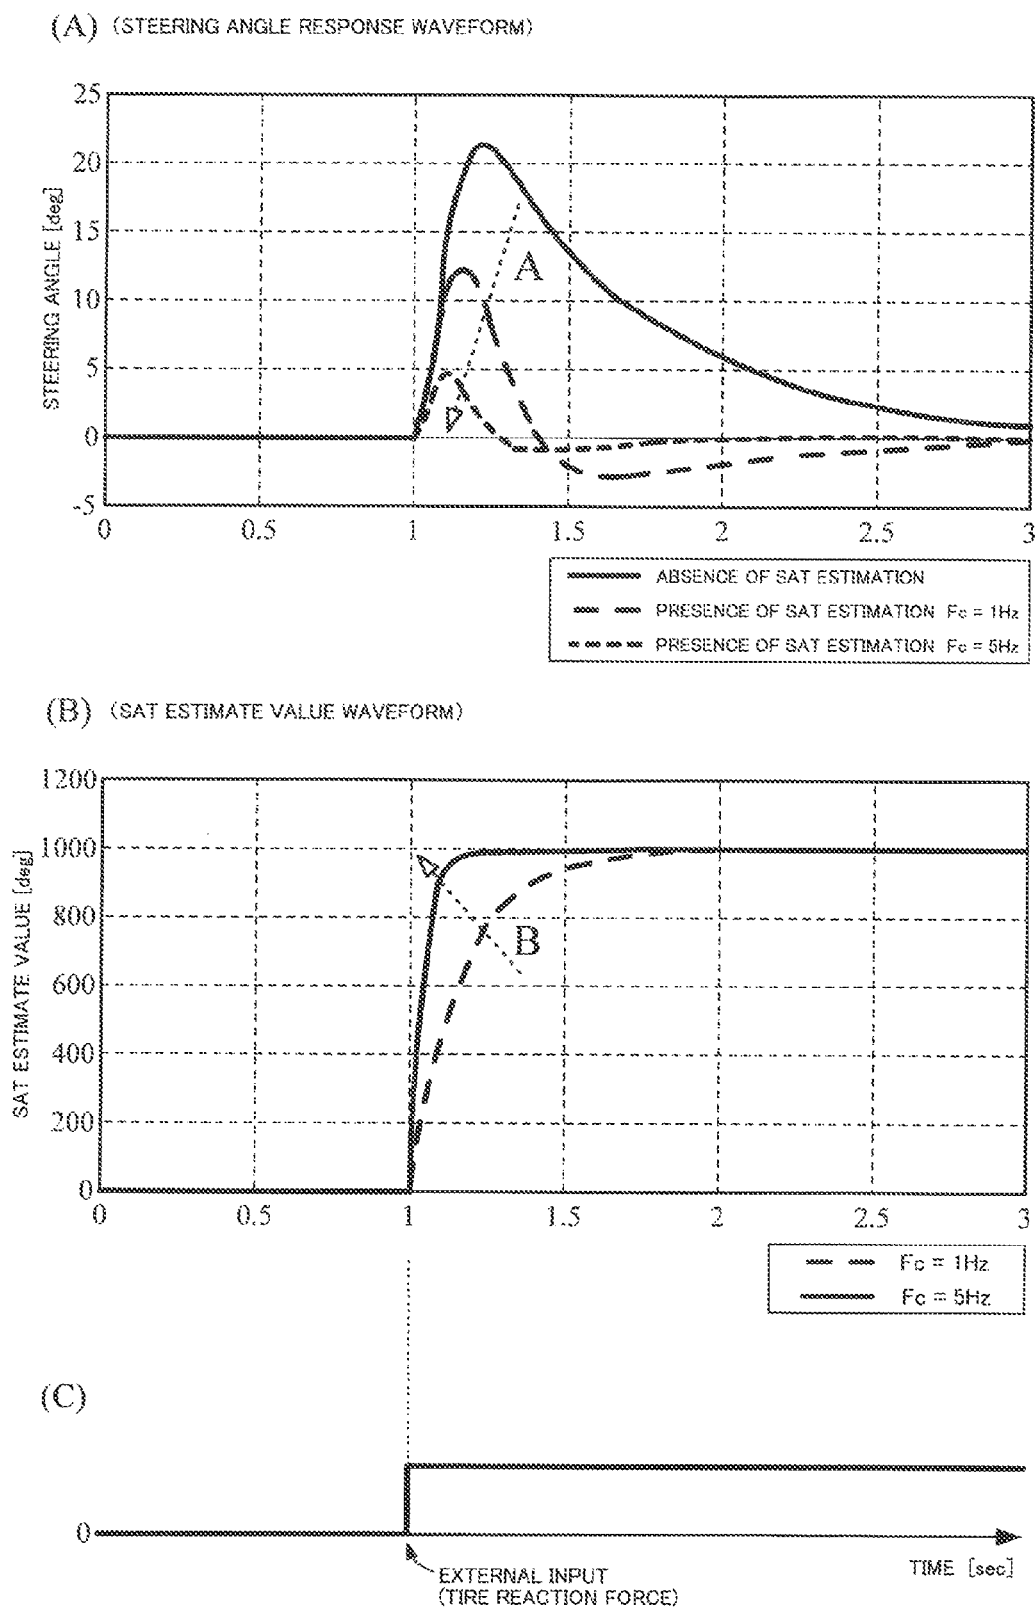 (A) (STEERING ANGLE RESPONSE WAVEFORM)
25
20
15
10
5
0
-5
STEERING ANGLE [deg]
A
0 0.5 1 1.5 2 2.5 3
ABSENCE OF SAT ESTIMATION
PRESENCE OF SAT ESTIMATION Fc = 1Hz
PRESENCE OF SAT ESTIMATION Fc = 5Hz
(B) (SAT ESTIMATE VALUE WAVEFORM)
1200
1000
800
600
400
200
0
SAT ESTIMATE VALUE [deg]
B
0 0.5 1 1.5 2 2.5 3
Fc = 1Hz
Fc = 5Hz
(C)
0
EXTERNAL INPUT
(TIRE REACTION FORCE)
TIME [sec]